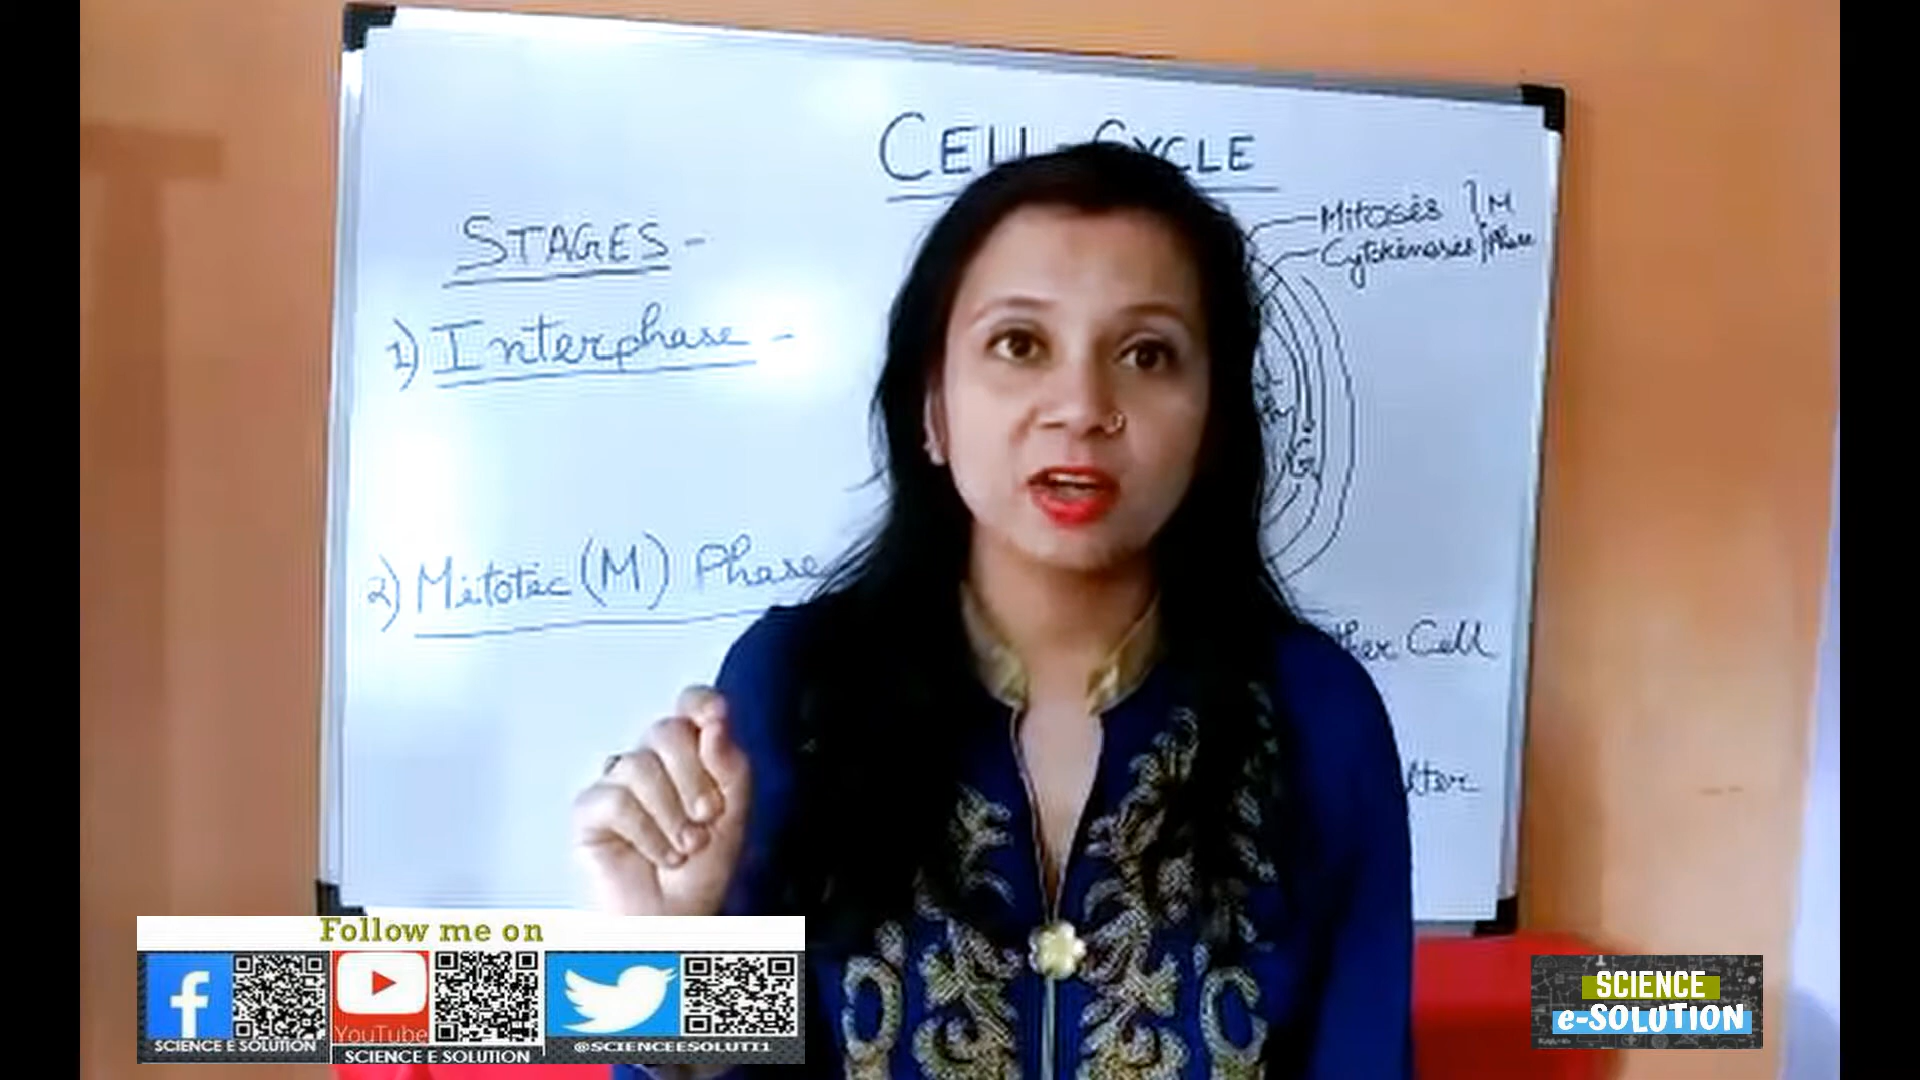 CELL CYCLE
STAGES -
Mitosis } M
Cytokinesis } Phase
1) Interphase -
G1
2) Mitotic (M) Phase
Cell
Follow me on
YouTube
SCIENCE E SOLUTION
SCIENCE E SOLUTION
@SCIENCEESOLUTI1
SCIENCE
e-SOLUTION